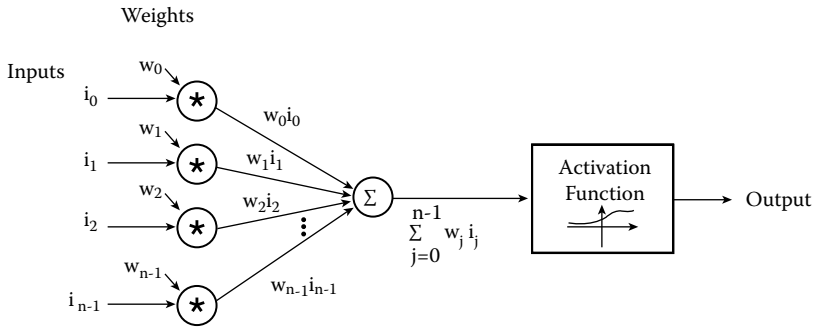 Weights
Inputs
w₀
i₀
*
w₀i₀
w₁
i₁
*
w₁i₁
w₂
i₂
*
w₂i₂
wₙ₋₁
iₙ₋₁
*
wₙ₋₁iₙ₋₁
Σ
n-1
Σ wⱼ iⱼ
j=0
Activation
Function
Output